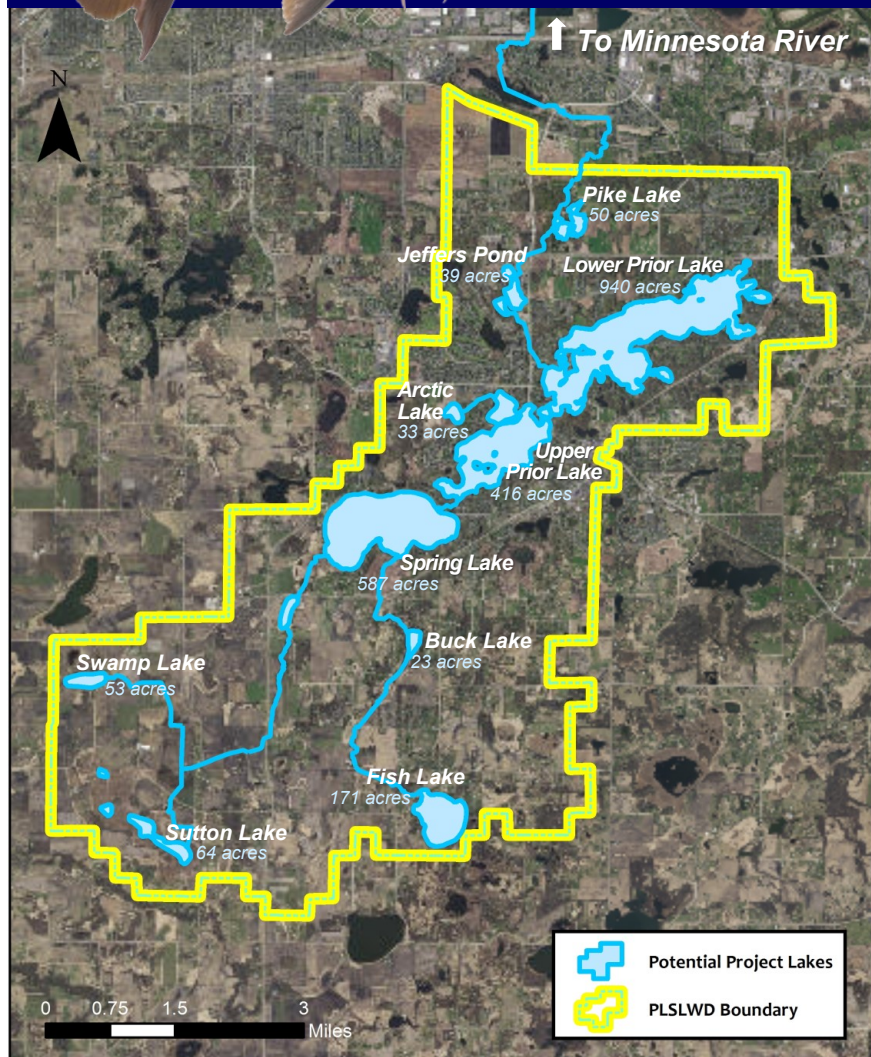 To Minnesota River
N
Pike Lake
50 acres
Jeffers Pond
39 acres
Lower Prior Lake
940 acres
Arctic
Lake
33 acres
Upper
Prior Lake
416 acres
Spring Lake
587 acres
Buck Lake
23 acres
Swamp Lake
53 acres
Fish Lake
171 acres
Sutton Lake
64 acres
Potential Project Lakes
PLSLWD Boundary
0 0.75 1.5 3
Miles